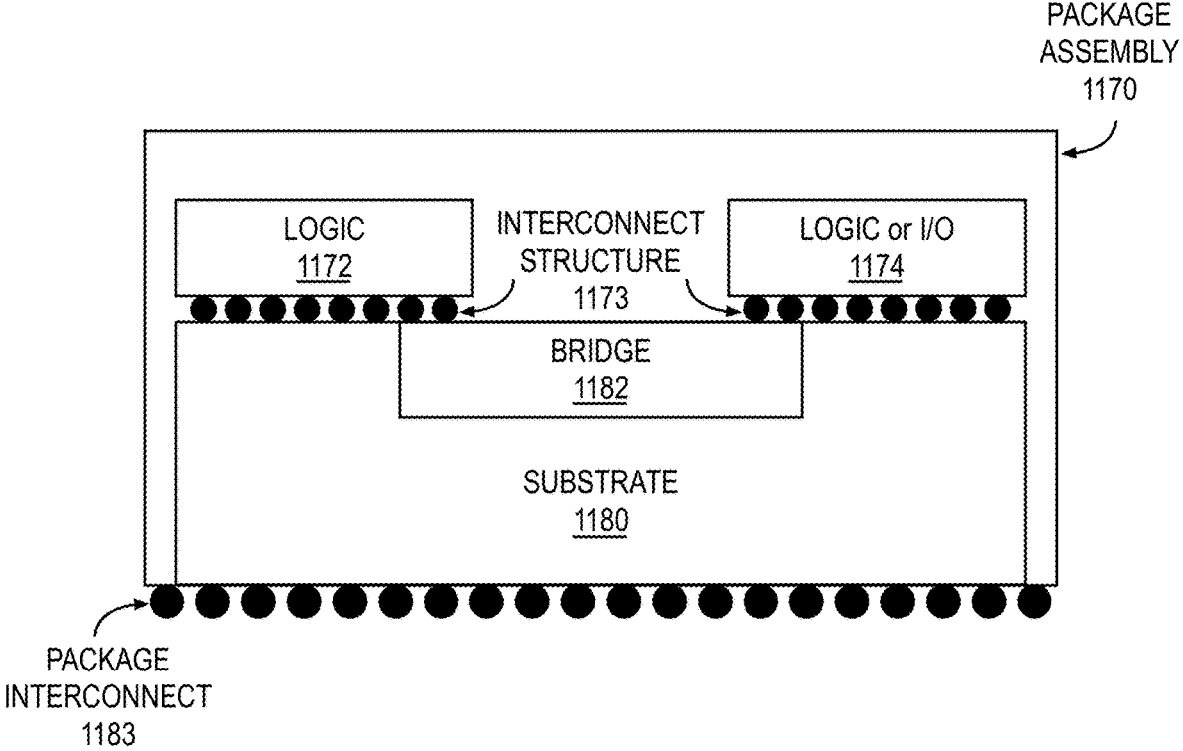 PACKAGE
ASSEMBLY
1170
LOGIC
1172
INTERCONNECT
STRUCTURE
1173
LOGIC or I/O
1174
BRIDGE
1182
SUBSTRATE
1180
PACKAGE
INTERCONNECT
1183